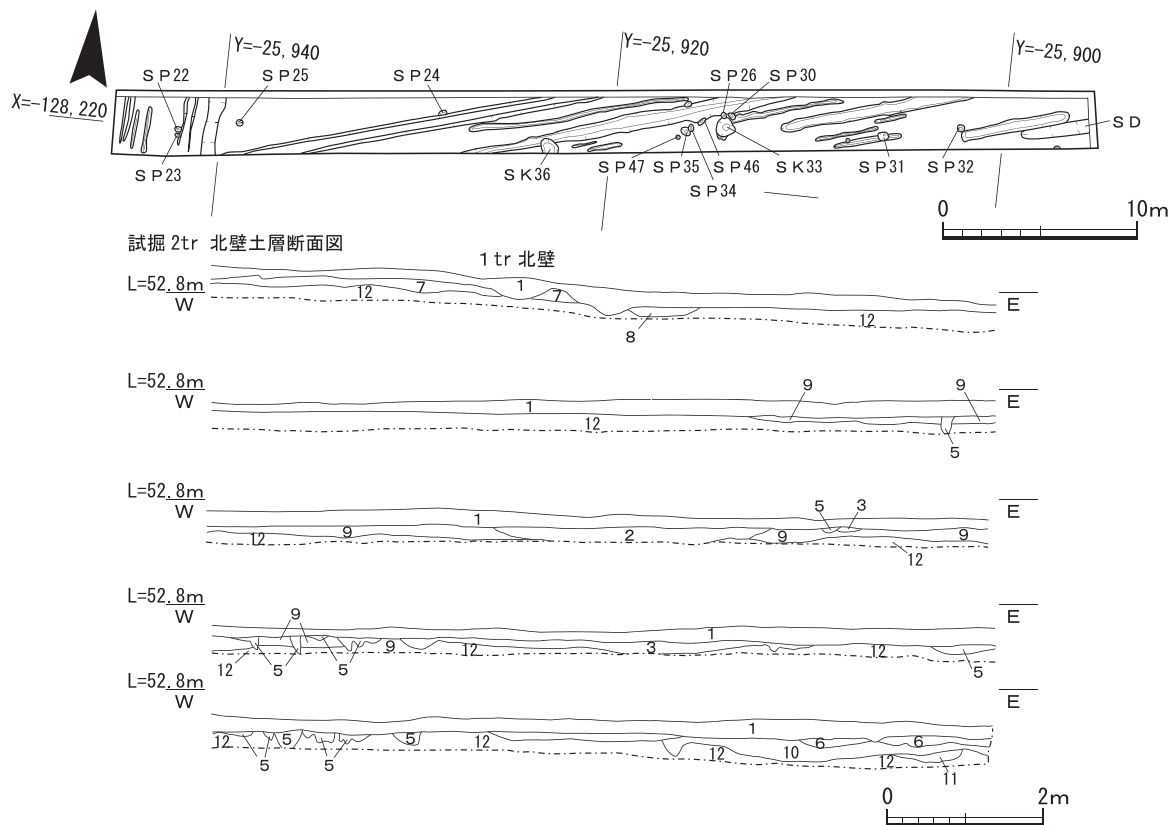 Y=-25,940
Y=-25,920
Y=-25,900
SP22
SP25
SP24
SP26
SP30
X=-128,220
SD
SP23
SK36
SP47
SP35
SP46
SK33
SP31
SP32
SP34
0 10m
試掘 2tr 北壁土層断面図
1tr 北壁
L=52.8m
W
E
1
7
7
12
12
8
L=52.8m
W
E
9
9
1
12
5
L=52.8m
W
E
5
3
1
12
9
2
9
9
12
L=52.8m
W
E
9
1
9
12
3
12
12
5
5
5
L=52.8m
W
E
1
12
5
5
12
12
10
6
6
12
5
5
11
0 2m